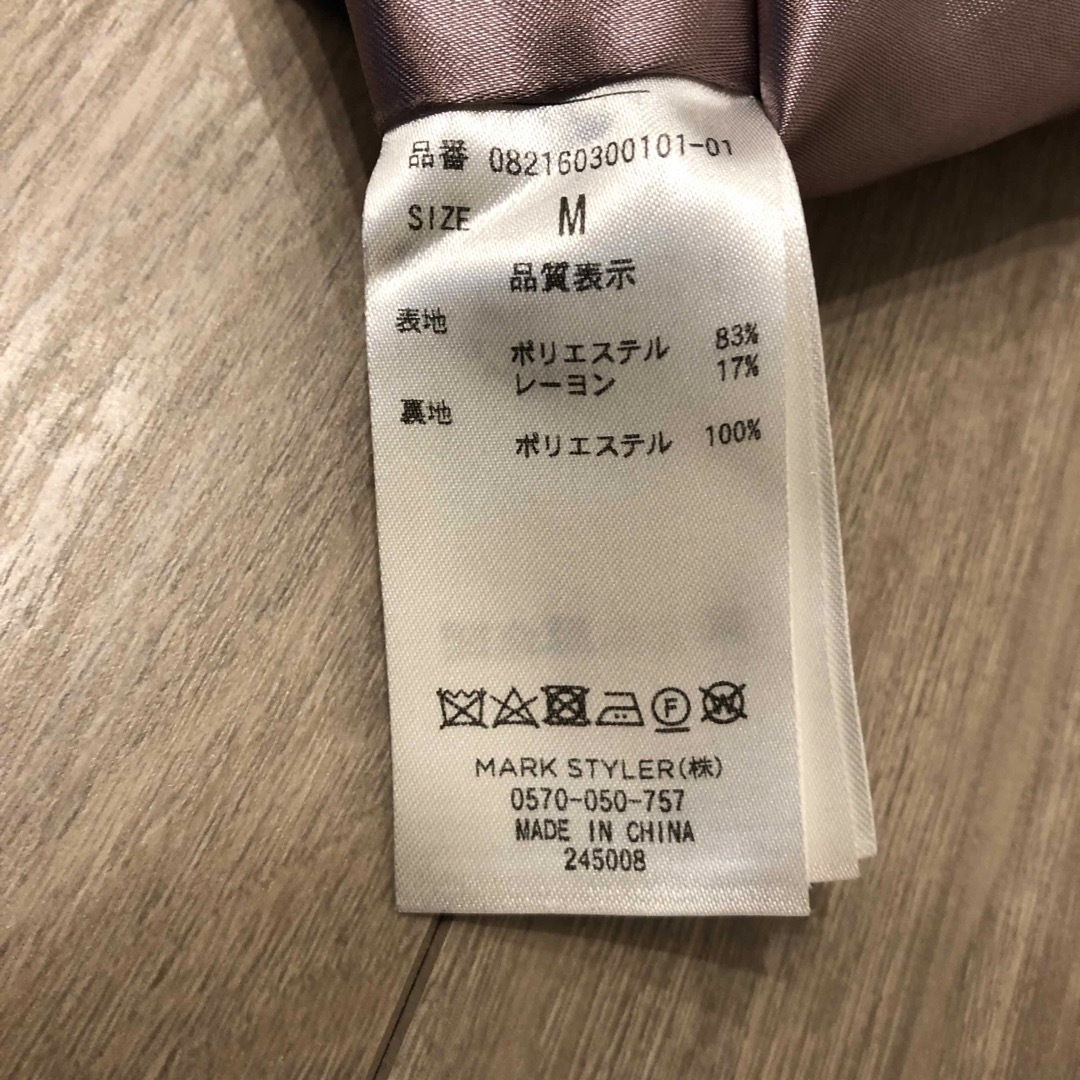 品番 082160300101-01
SIZE M
品質表示
表地
ポリエステル 83%
レーヨン 17%
裏地
ポリエステル 100%
F W
MARK STYLER(株)
0570-050-757
MADE IN CHINA
245008